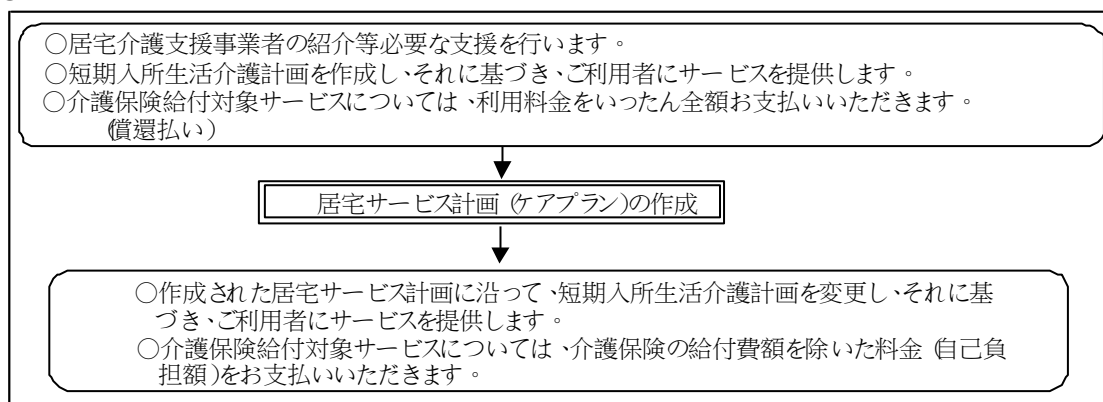 ○居宅介護支援事業者の紹介等必要な支援を行います。
○短期入所生活介護計画を作成し、それに基づき、ご利用者にサービスを提供します。
○介護保険給付対象サービスについては、利用料金をいったん全額お支払いいただきます。
(償還払い)
居宅サービス計画(ケアプラン)の作成
○作成された居宅サービス計画に沿って、短期入所生活介護計画を変更し、それに基
づき、ご利用者にサービスを提供します。
○介護保険給付対象サービスについては、介護保険の給付費額を除いた料金(自己負
担額)をお支払いいただきます。